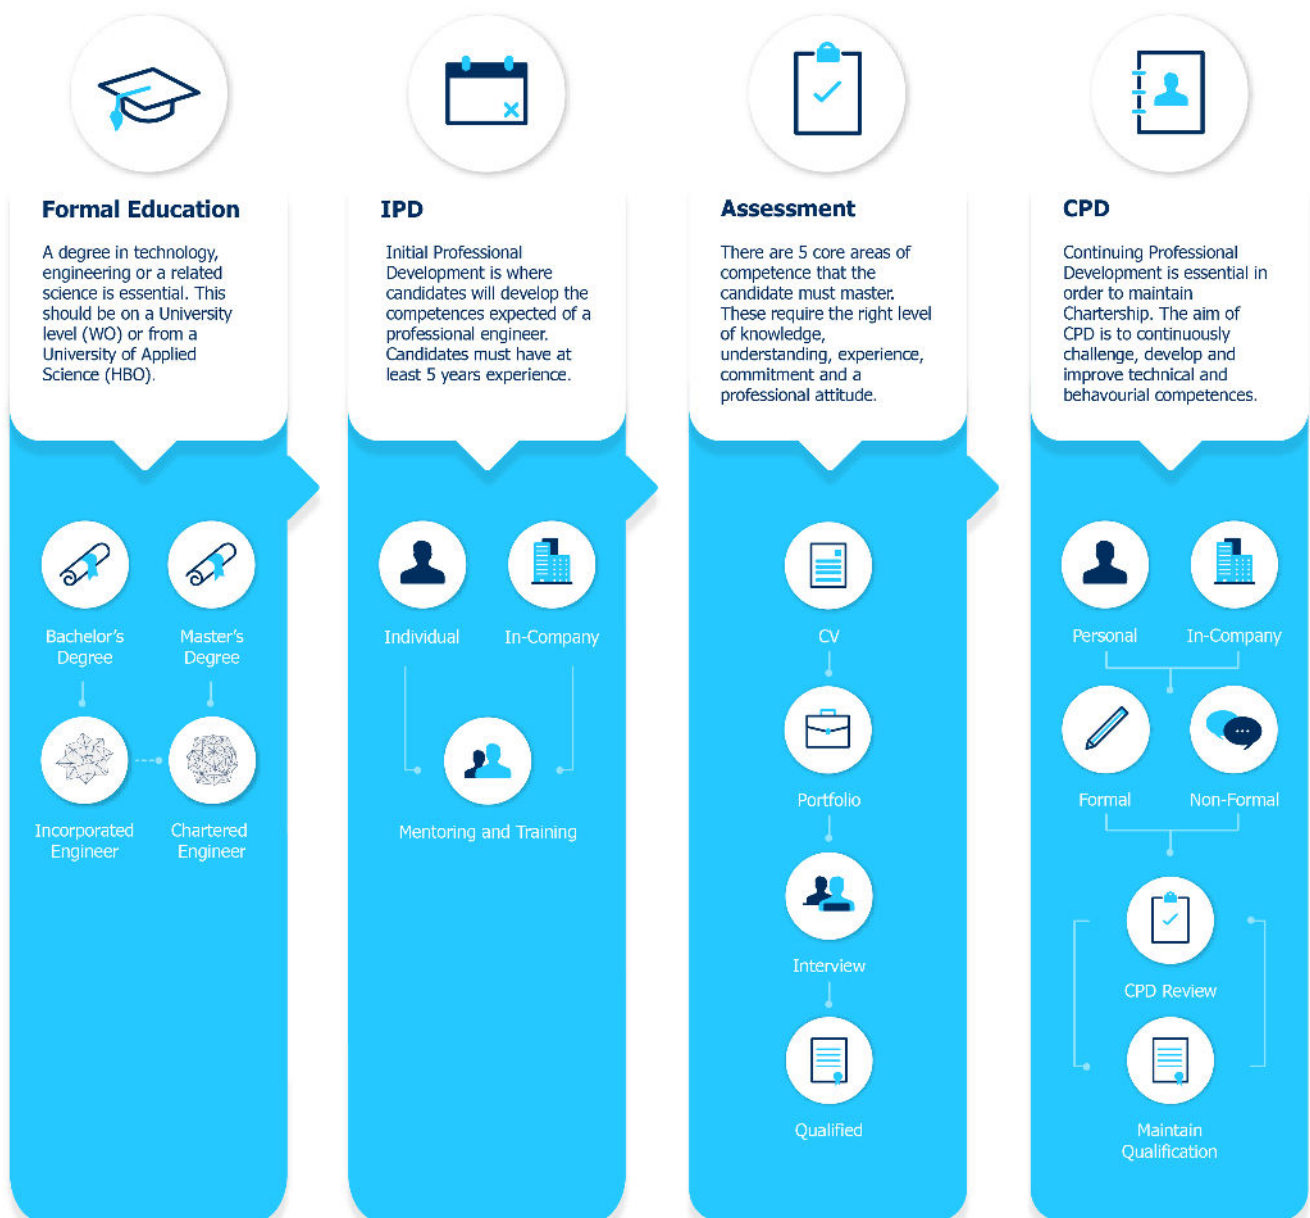 Formal Education
A degree in technology,
engineering or a related
science is essential. This
should be on a University
level (WO) or from a
University of Applied
Science (HBO).
Bachelor's
Degree
Master's
Degree
Incorporated
Engineer
Chartered
Engineer
IPD
Initial Professional
Development is where
candidates will develop the
competences expected of a
professional engineer.
Candidates must have at
least 5 years experience.
Individual
In-Company
Mentoring and Training
Assessment
There are 5 core areas of
competence that the
candidate must master.
These require the right level
of knowledge,
understanding, experience,
commitment and a
professional attitude.
CV
Portfolio
Interview
Qualified
CPD
Continuing Professional
Development is essential in
order to maintain
Chartership. The aim of
CPD is to continuously
challenge, develop and
improve technical and
behavourial competences.
Personal
In-Company
Formal
Non-Formal
CPD Review
Maintain
Qualification